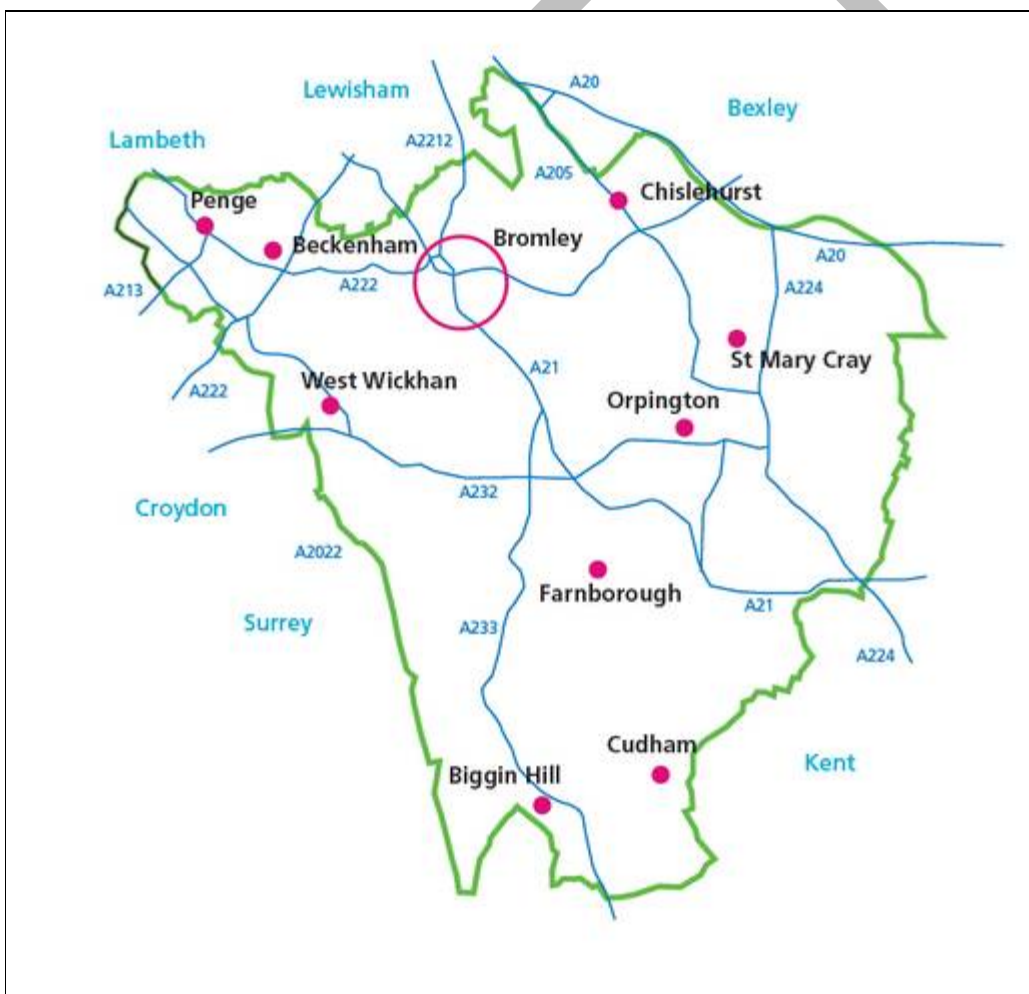 A20
Lewisham
Bexley
A2212
Lambeth
A205
Chislehurst
Penge
Bromley
Beckenham
A20
A222
A213
A224
St Mary Cray
A21
West Wickhan
A222
Orpington
A232
Croydon
A2022
Farnborough
A21
Surrey
A233
A224
Cudham
Kent
Biggin Hill